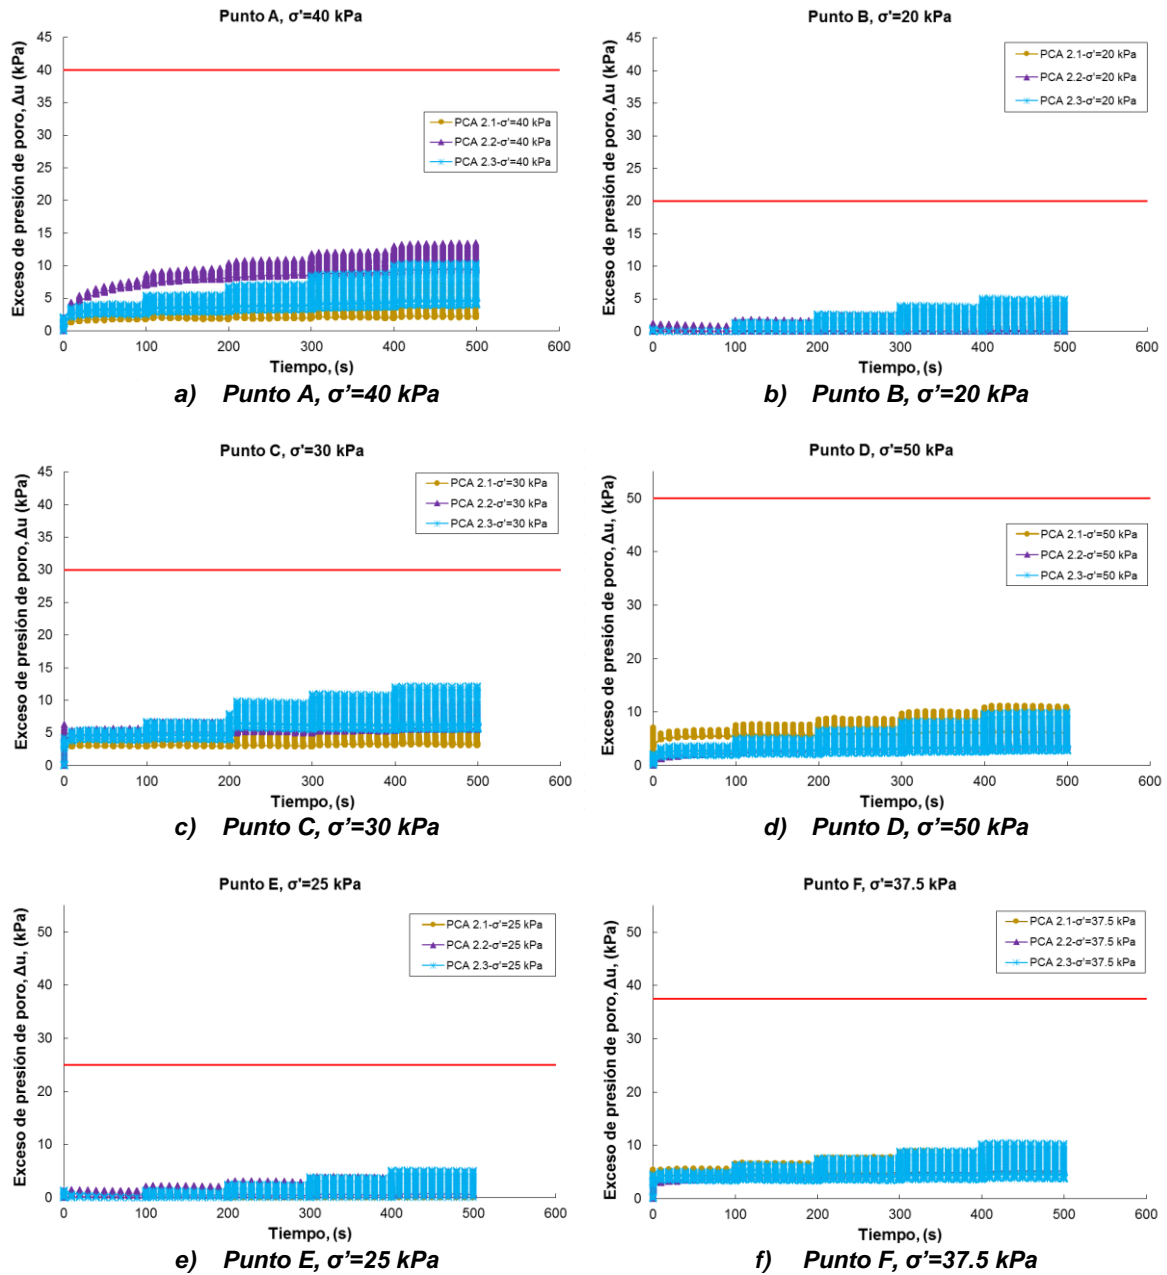 Punto A, σ'=40 kPa
Exceso de presión de poro, Δu (kPa)
45
40
35
30
25
20
15
10
5
0
PCA 2.1-σ'=40 kPa
PCA 2.2-σ'=40 kPa
PCA 2.3-σ'=40 kPa
0 100 200 300 400 500 600
Tiempo, (s)
a) Punto A, σ’=40 kPa
Punto B, σ'=20 kPa
Exceso de presión de poro, Δu (kPa)
45
40
35
30
25
20
15
10
5
0
PCA 2.1-σ'=20 kPa
PCA 2.2-σ'=20 kPa
PCA 2.3-σ'=20 kPa
0 100 200 300 400 500 600
Tiempo, (s)
b) Punto B, σ’=20 kPa
Punto C, σ'=30 kPa
Exceso de presión de poro, Δu (kPa)
45
40
35
30
25
20
15
10
5
0
PCA 2.1-σ'=30 kPa
PCA 2.2-σ'=30 kPa
PCA 2.3-σ'=30 kPa
0 100 200 300 400 500 600
Tiempo, (s)
c) Punto C, σ’=30 kPa
Punto D, σ'=50 kPa
Exceso de presión de poro, Δu, (kPa)
50
40
30
20
10
0
PCA 2.1-σ'=50 kPa
PCA 2.2-σ'=50 kPa
PCA 2.3-σ'=50 kPa
0 100 200 300 400 500 600
Tiempo, (s)
d) Punto D, σ’=50 kPa
Punto E, σ'=25 kPa
Exceso de presión de poro, Δu, (kPa)
50
40
30
20
10
0
PCA 2.1-σ'=25 kPa
PCA 2.2-σ'=25 kPa
PCA 2.3-σ'=25 kPa
0 100 200 300 400 500 600
Tiempo, (s)
e) Punto E, σ’=25 kPa
Punto F, σ'=37.5 kPa
Exceso de presión de poro, Δu, (kPa)
50
40
30
20
10
0
PCA 2.1-σ'=37.5 kPa
PCA 2.2-σ'=37.5 kPa
PCA 2.3-σ'=37.5 kPa
0 100 200 300 400 500 600
Tiempo, (s)
f) Punto F, σ’=37.5 kPa